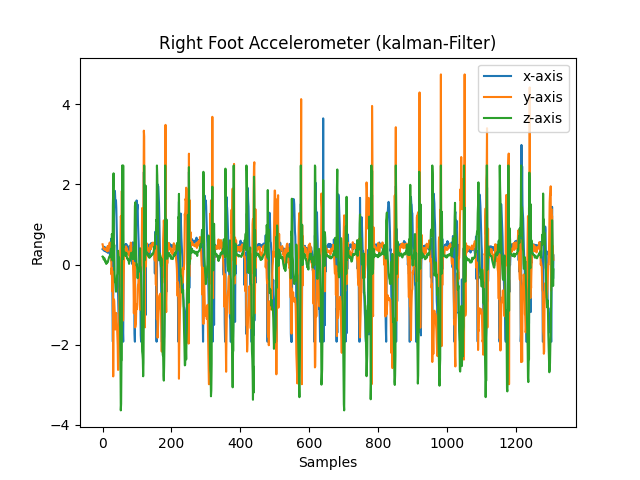 Right Foot Accelerometer (kalman-Filter)
x-axis
y-axis
z-axis
Range
4
2
0
−2
−4
0
200
400
600
800
1000
1200
Samples